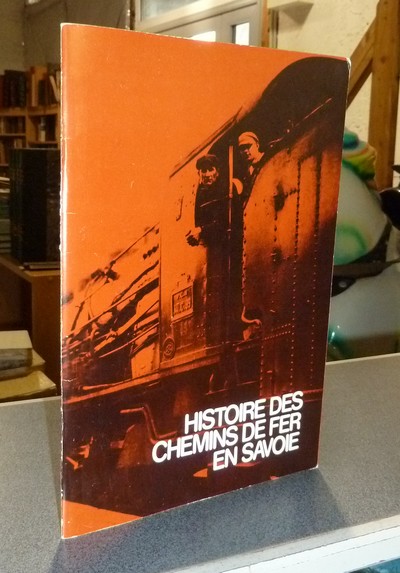 HISTOIRE DES
CHEMINS DE FER
EN SAVOIE